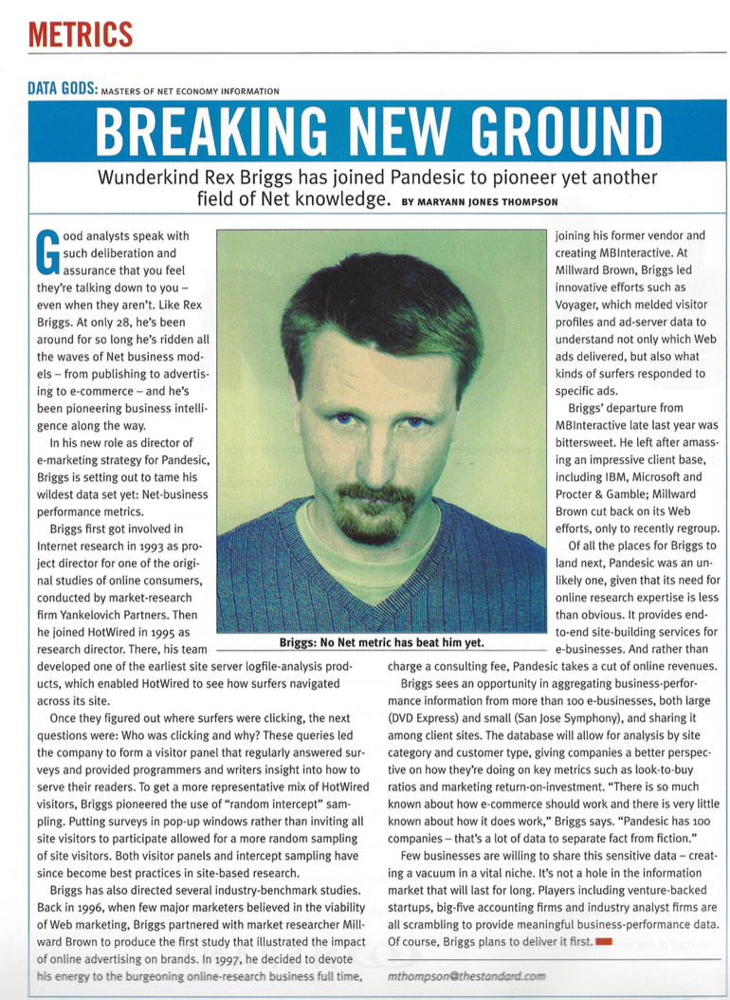 METRICS
DATA GODS: MASTERS OF NET ECONOMY INFORMATION
BREAKING NEW GROUND
Wunderkind Rex Briggs has joined Pandesic to pioneer yet another
field of Net knowledge. BY MARYANN JONES THOMPSON
Good analysts speak with
such deliberation and
assurance that you feel
they're talking down to you –
even when they aren't. Like Rex
Briggs. At only 28, he's been
around for so long he's ridden all
the waves of Net business mod-
els – from publishing to advertis-
ing to e-commerce – and he's
been pioneering business intelli-
gence along the way.
In his new role as director of
e-marketing strategy for Pandesic,
Briggs is setting out to tame his
wildest data set yet: Net-business
performance metrics.
Briggs first got involved in
Internet research in 1993 as pro-
ject director for one of the origi-
nal studies of online consumers,
conducted by market-research
firm Yankelovich Partners. Then
he joined HotWired in 1995 as
research director. There, his team
developed one of the earliest site server logfile-analysis prod-
ucts, which enabled HotWired to see how surfers navigated
across its site.
Once they figured out where surfers were clicking, the next
questions were: Who was clicking and why? These queries led
the company to form a visitor panel that regularly answered sur-
veys and provided programmers and writers insight into how to
serve their readers. To get a more representative mix of HotWired
visitors, Briggs pioneered the use of "random intercept" sam-
pling. Putting surveys in pop-up windows rather than inviting all
site visitors to participate allowed for a more random sampling
of site visitors. Both visitor panels and intercept sampling have
since become best practices in site-based research.
Briggs has also directed several industry-benchmark studies.
Back in 1996, when few major marketers believed in the viability
of Web marketing, Briggs partnered with market researcher Mill-
ward Brown to produce the first study that illustrated the impact
of online advertising on brands. In 1997, he decided to devote
his energy to the burgeoning online-research business full time,
Briggs: No Net metric has beat him yet.
joining his former vendor and
creating MBInteractive. At
Millward Brown, Briggs led
innovative efforts such as
Voyager, which melded visitor
profiles and ad-server data to
understand not only which Web
ads delivered, but also what
kinds of surfers responded to
specific ads.
Briggs' departure from
MBInteractive late last year was
bittersweet. He left after amass-
ing an impressive client base,
including IBM, Microsoft and
Procter & Gamble; Millward
Brown cut back on its Web
efforts, only to recently regroup.
Of all the places for Briggs to
land next, Pandesic was an un-
likely one, given that its need for
online research expertise is less
than obvious. It provides end-
to-end site-building services for
e-businesses. And rather than
charge a consulting fee, Pandesic takes a cut of online revenues.
Briggs sees an opportunity in aggregating business-perfor-
mance information from more than 100 e-businesses, both large
(DVD Express) and small (San Jose Symphony), and sharing it
among client sites. The database will allow for analysis by site
category and customer type, giving companies a better perspec-
tive on how they're doing on key metrics such as look-to-buy
ratios and marketing return-on-investment. "There is so much
known about how e-commerce should work and there is very little
known about how it does work," Briggs says. "Pandesic has 100
companies – that's a lot of data to separate fact from fiction."
Few businesses are willing to share this sensitive data – creat-
ing a vacuum in a vital niche. It's not a hole in the information
market that will last for long. Players including venture-backed
startups, big-five accounting firms and industry analyst firms are
all scrambling to provide meaningful business-performance data.
Of course, Briggs plans to deliver it first.
mthompson@thestandard.com